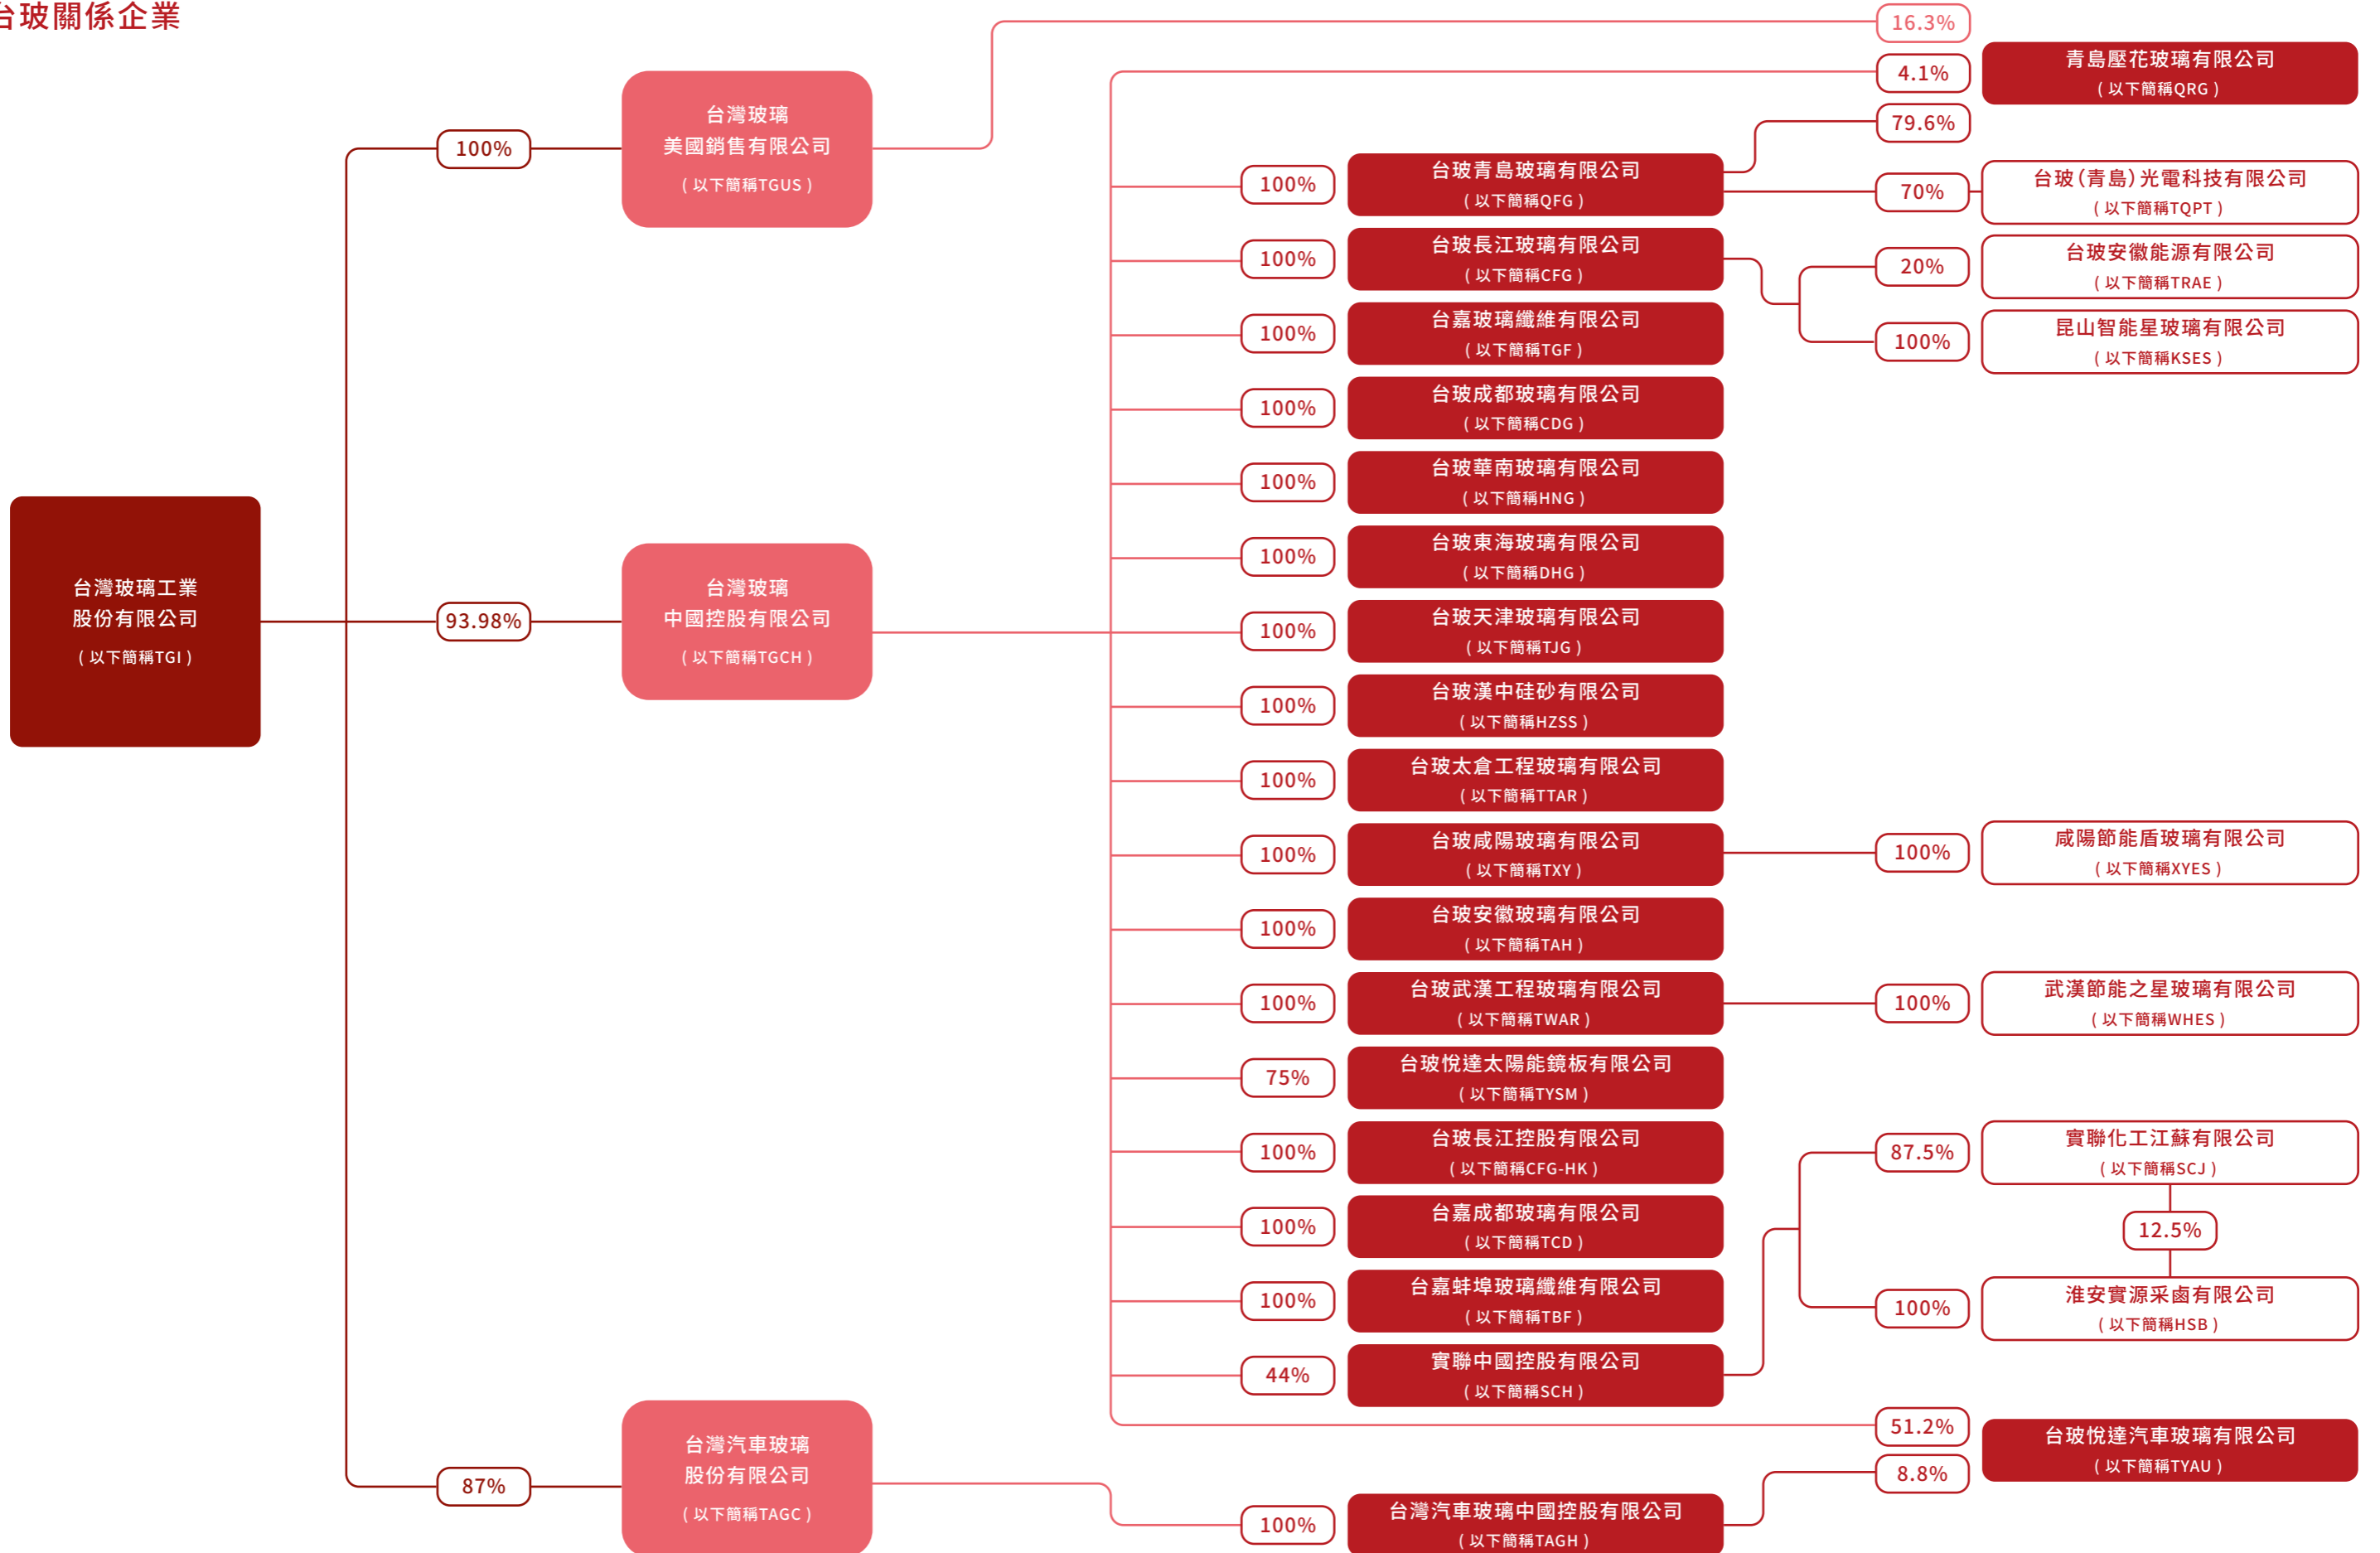 台玻關係企業
台灣玻璃工業
股份有限公司
( 以下簡稱TGI )
100%
台灣玻璃
美國銷售有限公司
( 以下簡稱TGUS )
93.98%
台灣玻璃
中國控股有限公司
( 以下簡稱TGCH )
87%
台灣汽車玻璃
股份有限公司
( 以下簡稱TAGC )
16.3%
4.1%
79.6%
青島壓花玻璃有限公司
( 以下簡稱QRG )
100%
台玻青島玻璃有限公司
( 以下簡稱QFG )
70%
台玻(青島)光電科技有限公司
( 以下簡稱TQPT )
100%
台玻長江玻璃有限公司
( 以下簡稱CFG )
20%
台玻安徽能源有限公司
( 以下簡稱TRAE )
100%
昆山智能星玻璃有限公司
( 以下簡稱KSES )
100%
台嘉玻璃纖維有限公司
( 以下簡稱TGF )
100%
台玻成都玻璃有限公司
( 以下簡稱CDG )
100%
台玻華南玻璃有限公司
( 以下簡稱HNG )
100%
台玻東海玻璃有限公司
( 以下簡稱DHG )
100%
台玻天津玻璃有限公司
( 以下簡稱TJG )
100%
台玻漢中硅砂有限公司
( 以下簡稱HZSS )
100%
台玻太倉工程玻璃有限公司
( 以下簡稱TTAR )
100%
台玻咸陽玻璃有限公司
( 以下簡稱TXY )
100%
咸陽節能盾玻璃有限公司
( 以下簡稱XYES )
100%
台玻安徽玻璃有限公司
( 以下簡稱TAH )
100%
台玻武漢工程玻璃有限公司
( 以下簡稱TWAR )
100%
武漢節能之星玻璃有限公司
( 以下簡稱WHES )
75%
台玻悅達太陽能鏡板有限公司
( 以下簡稱TYSM )
100%
台玻長江控股有限公司
( 以下簡稱CFG-HK )
100%
台嘉成都玻璃有限公司
( 以下簡稱TCD )
100%
台嘉蚌埠玻璃纖維有限公司
( 以下簡稱TBF )
44%
實聯中國控股有限公司
( 以下簡稱SCH )
87.5%
實聯化工江蘇有限公司
( 以下簡稱SCJ )
12.5%
100%
淮安實源采鹵有限公司
( 以下簡稱HSB )
51.2%
8.8%
台玻悅達汽車玻璃有限公司
( 以下簡稱TYAU )
100%
台灣汽車玻璃中國控股有限公司
( 以下簡稱TAGH )